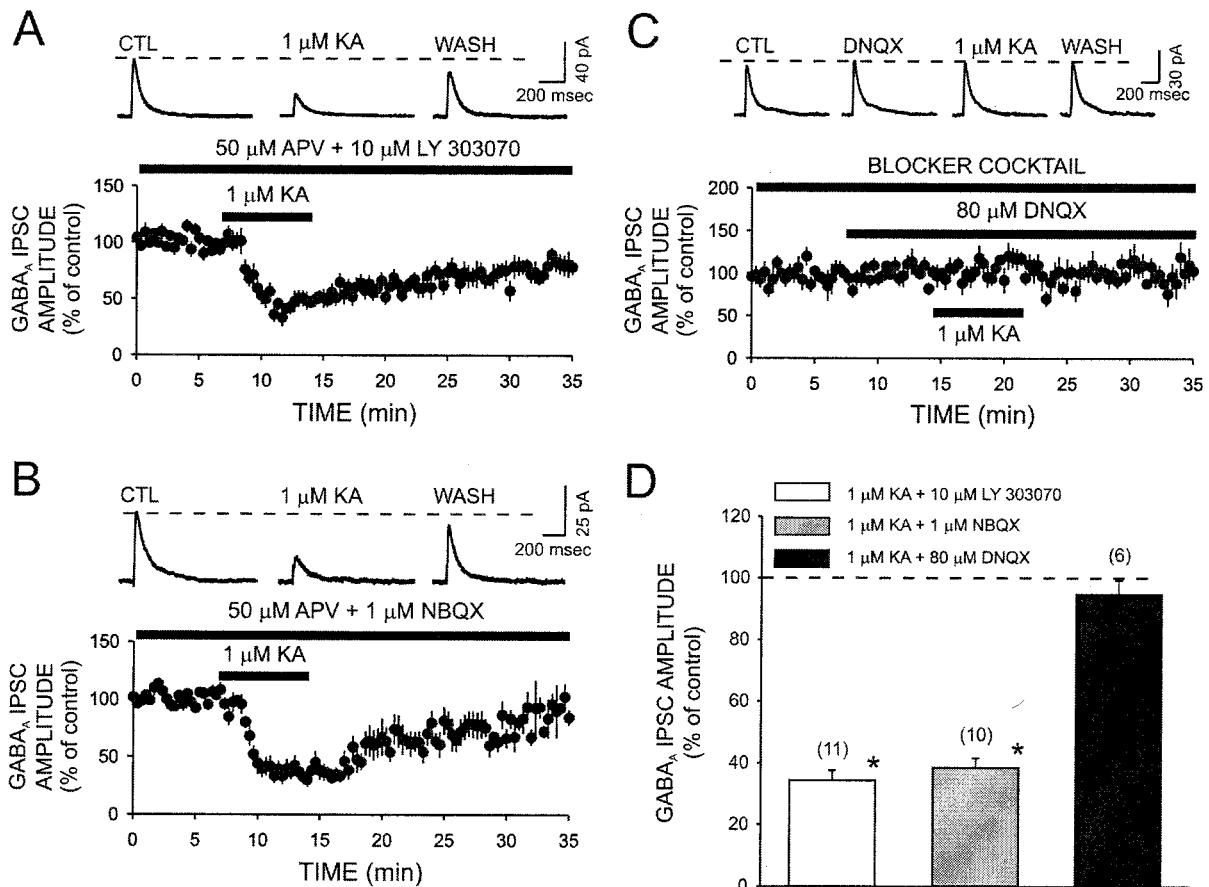 A
CTL
1 µM KA
WASH
40 pA
200 msec
50 µM APV + 10 µM LY 303070
1 µM KA
GABA_A IPSC
AMPLITUDE
(% of control)
150
100
50
0
0 5 10 15 20 25 30 35
TIME (min)
B
CTL
1 µM KA
WASH
25 pA
200 msec
50 µM APV + 1 µM NBQX
1 µM KA
GABA_A IPSC
AMPLITUDE
(% of control)
150
100
50
0
0 5 10 15 20 25 30 35
TIME (min)
C
CTL
DNQX
1 µM KA
WASH
30 pA
200 msec
BLOCKER COCKTAIL
80 µM DNQX
1 µM KA
GABA_A IPSC
AMPLITUDE
(% of control)
200
150
100
50
0
0 5 10 15 20 25 30 35
TIME (min)
D
1 µM KA + 10 µM LY 303070
1 µM KA + 1 µM NBQX
1 µM KA + 80 µM DNQX
GABA_A IPSC AMPLITUDE
(% of control)
120
100
80
60
40
20
0
(11)
*
(10)
*
(6)